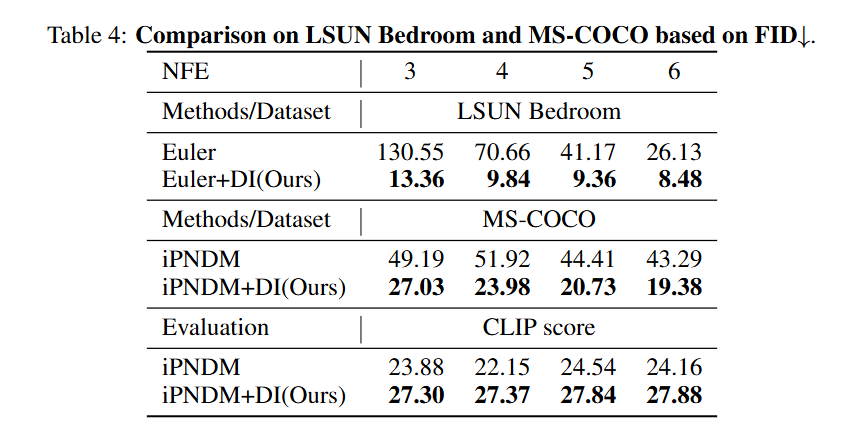 Table 4: Comparison on LSUN Bedroom and MS-COCO based on FID↓.
NFE 3 4 5 6
Methods/Dataset LSUN Bedroom
Euler 130.55 70.66 41.17 26.13
Euler+DI(Ours) 13.36 9.84 9.36 8.48
Methods/Dataset MS-COCO
iPNDM 49.19 51.92 44.41 43.29
iPNDM+DI(Ours) 27.03 23.98 20.73 19.38
Evaluation CLIP score
iPNDM 23.88 22.15 24.54 24.16
iPNDM+DI(Ours) 27.30 27.37 27.84 27.88